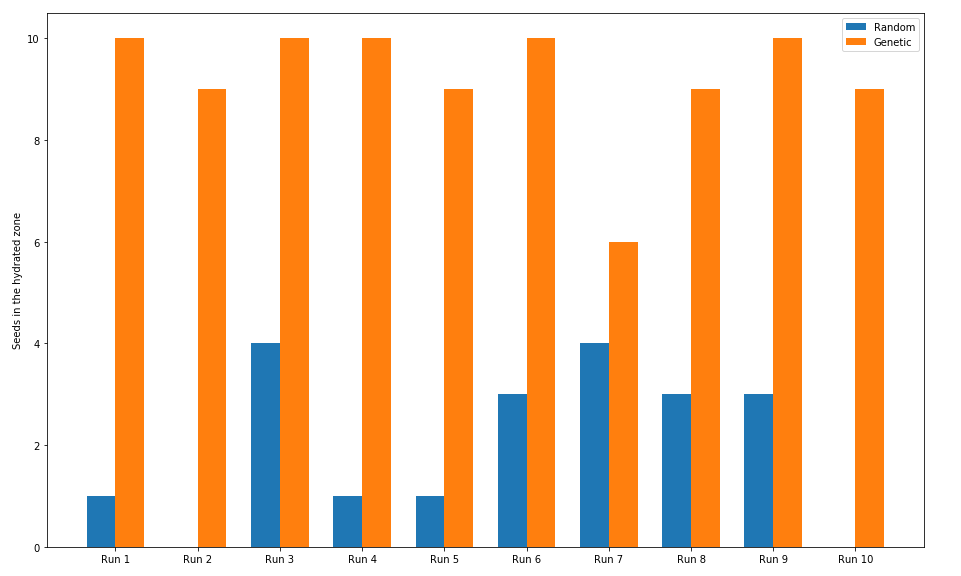 Random
Genetic
Seeds in the hydrated zone
10
8
6
4
2
0
Run 1 Run 2 Run 3 Run 4 Run 5 Run 6 Run 7 Run 8 Run 9 Run 10